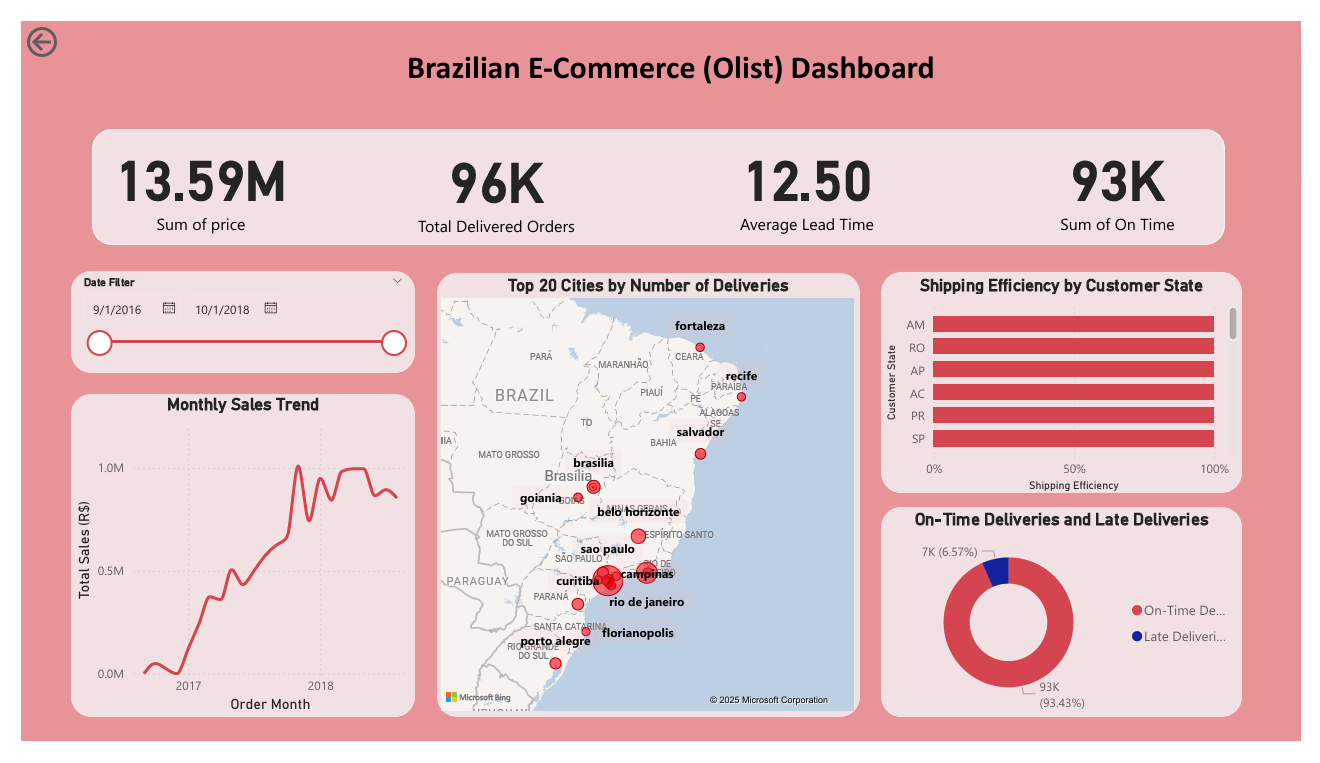 Brazilian E-Commerce (Olist) Dashboard
13.59M
Sum of price
96K
Total Delivered Orders
12.50
Average Lead Time
93K
Sum of On Time
Date Filter
9/1/2016
10/1/2018
Monthly Sales Trend
Total Sales (R$)
1.0M
0.5M
0.0M
2017
2018
Order Month
Top 20 Cities by Number of Deliveries
fortaleza
PARÁ
MARANHÃO
CEARÁ
recife
BRAZIL
PIAUÍ
PARAÍBA
PE
ALAGOAS
SE
TO
salvador
BAHIA
MATO GROSSO
brasilia
Brasília
goiania
GOIÁS
belo horizonte
MINAS GERAIS
MATO GROSSO
DO SUL
ESPÍRITO SANTO
sao paulo
SÃO PAULO
RIO DE
curitiba
campinas
PARAGUAY
PARANÁ
rio de janeiro
SANTA CATARINA
florianopolis
porto alegre
RIO GRANDE
DO SUL
Microsoft Bing
© 2025 Microsoft Corporation
URUGUAY
Shipping Efficiency by Customer State
Customer State
AM
RO
AP
AC
PR
SP
0%
50%
100%
Shipping Efficiency
On-Time Deliveries and Late Deliveries
7K (6.57%)
On-Time De...
Late Deliveri...
93K
(93.43%)